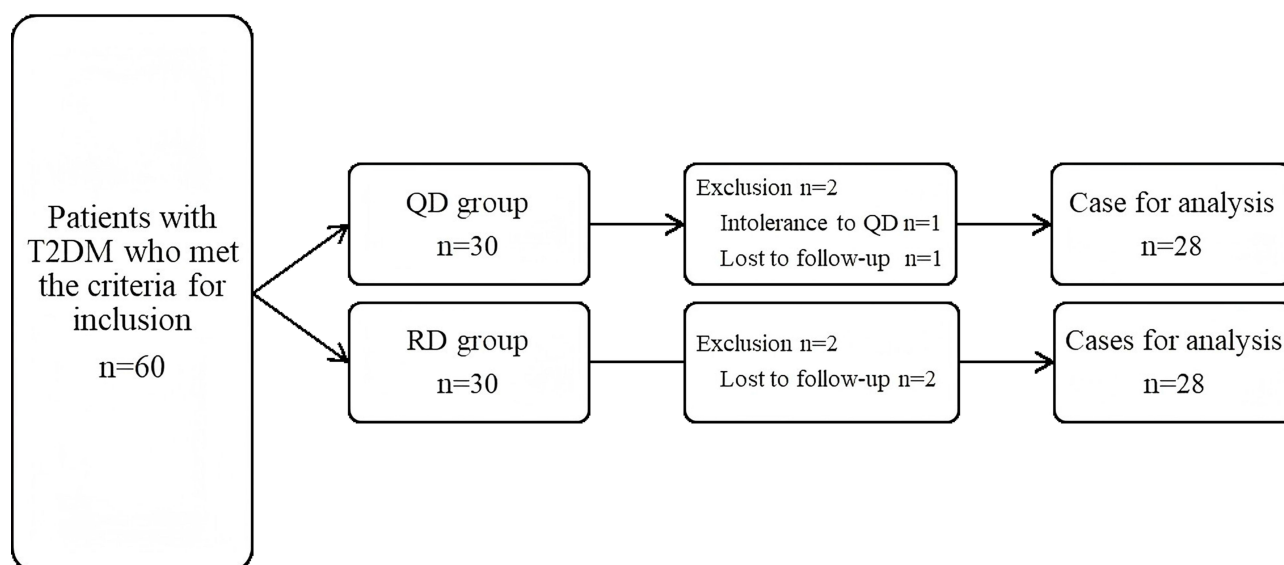 Patients with
T2DM who met
the criteria for
inclusion
n=60
QD group
n=30
Exclusion n=2
Intolerance to QD n=1
Lost to follow-up n=1
Case for analysis
n=28
RD group
n=30
Exclusion n=2
Lost to follow-up n=2
Cases for analysis
n=28